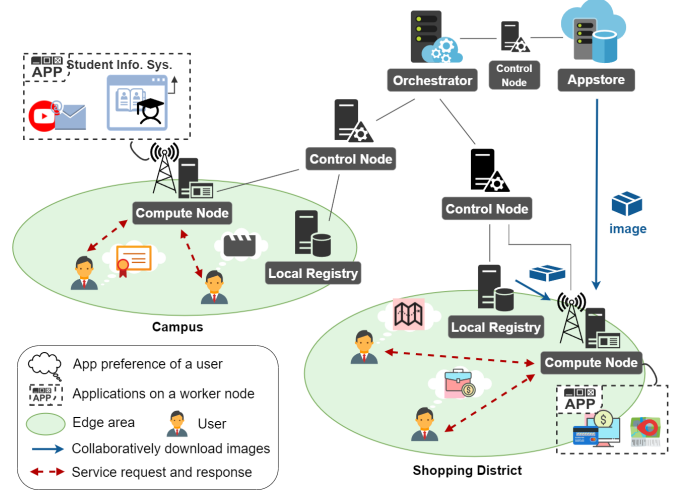 APP
Student Info. Sys.
Orchestrator
Control
Node
Appstore
Control Node
Compute Node
Local Registry
Campus
Control Node
image
Local Registry
Compute Node
APP
Shopping District
App preference of a user
APP
Applications on a worker node
Edge area
User
Collaboratively download images
Service request and response